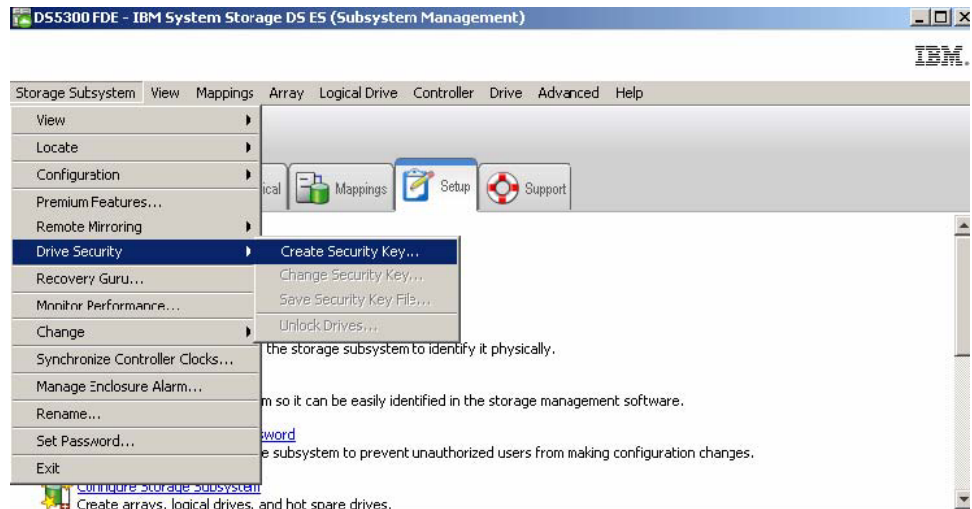 DS5300 FDE - IBM System Storage DS ES (Subsystem Management)
IBM.
Storage Subsystem View Mappings Array Logical Drive Controller Drive Advanced Help
View
Locate
Configuration
ical Mappings Setup Support
Premium Features...
Remote Mirroring
Drive Security
Create Security Key...
Recovery Guru...
Change Security Key...
Monitor Performance...
Save Security Key File...
Change
Unlock Drives...
the storage subsystem to identify it physically.
Synchronize Controller Clocks...
Manage Enclosure Alarm...
m so it can be easily identified in the storage management software.
Rename...
Set Password...
sword
e subsystem to prevent unauthorized users from making configuration changes.
Exit
Configure Storage Subsystem
Create arrays, logical drives, and hot spare drives.